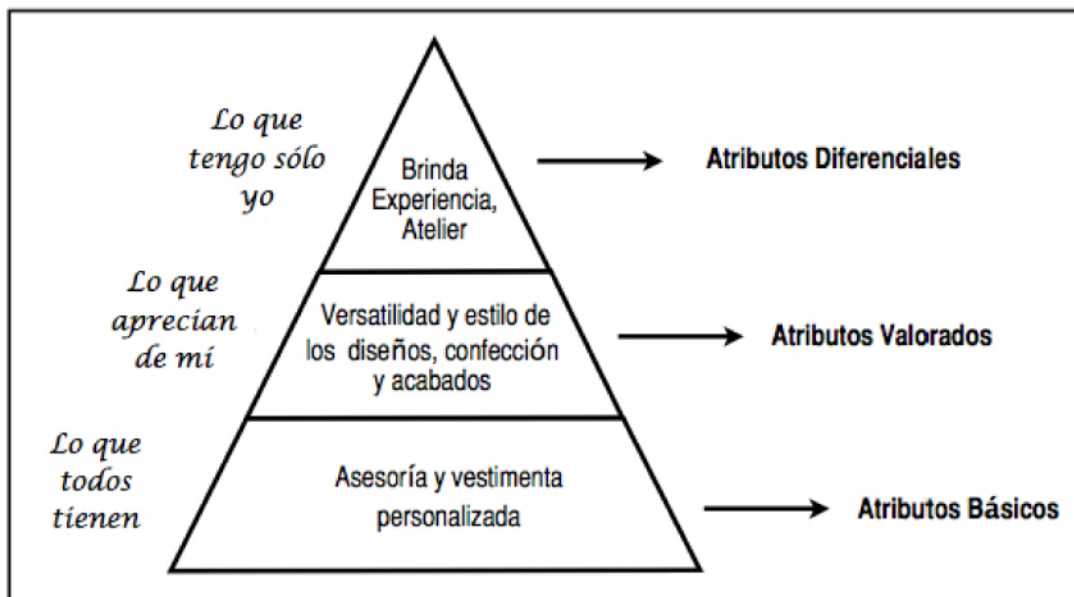 Lo que
tengo sólo
yo
Brinda
Experiencia,
Atelier
Atributos Diferenciales
Lo que
aprecian
de mí
Versatilidad y estilo de
los diseños, confección
y acabados
Atributos Valorados
Lo que
todos
tienen
Asesoría y vestimenta
personalizada
Atributos Básicos